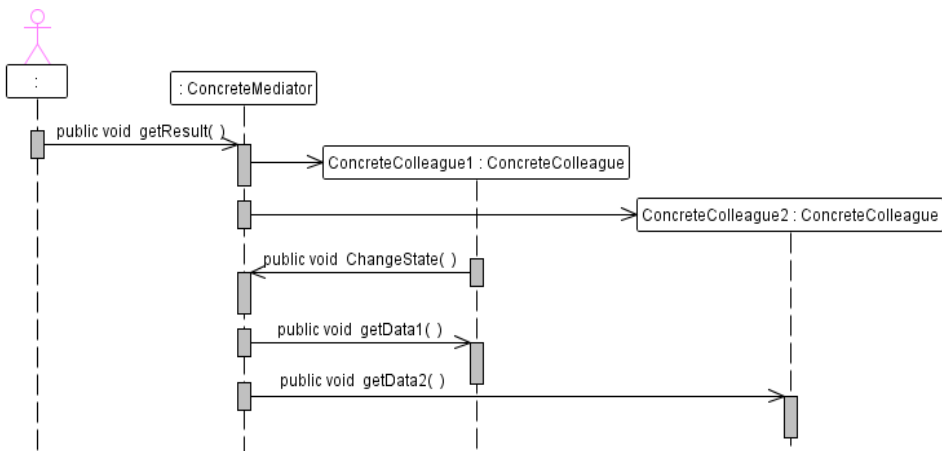 :
: ConcreteMediator
public void getResult( )
ConcreteColleague1 : ConcreteColleague
ConcreteColleague2 : ConcreteColleague
public void ChangeState( )
public void getData1( )
public void getData2( )